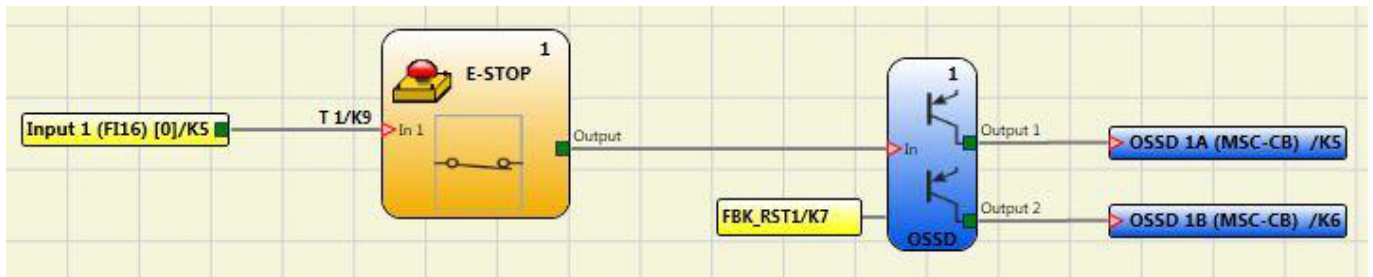 1
E-STOP
1
T 1/K9
Input 1 (FI16) [0]/K5
In 1
Output
In
Output 1
OSSD 1A (MSC-CB) /K5
FBK_RST1/K7
Output 2
OSSD 1B (MSC-CB) /K6
OSSD